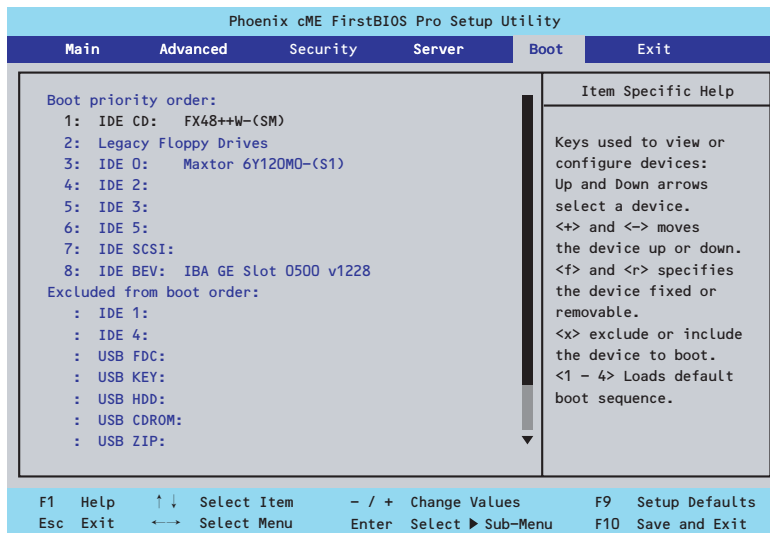 Phoenix cME FirstBIOS Pro Setup Utility
Main Advanced Security Server Boot Exit
Boot priority order:
1: IDE CD: FX48++W-(SM)
2: Legacy Floppy Drives
3: IDE 0: Maxtor 6Y120M0-(S1)
4: IDE 2:
5: IDE 3:
6: IDE 5:
7: IDE SCSI:
8: IDE BEV: IBA GE Slot 0500 v1228
Excluded from boot order:
: IDE 1:
: IDE 4:
: USB FDC:
: USB KEY:
: USB HDD:
: USB CDROM:
: USB ZIP:
Item Specific Help
Keys used to view or
configure devices:
Up and Down arrows
select a device.
<+> and <-> moves
the device up or down.
<f> and <r> specifies
the device fixed or
removable.
<x> exclude or include
the device to boot.
<1 - 4> Loads default
boot sequence.
F1 Help ↑↓ Select Item - / + Change Values F9 Setup Defaults
Esc Exit ←→ Select Menu Enter Select ▶ Sub-Menu F10 Save and Exit